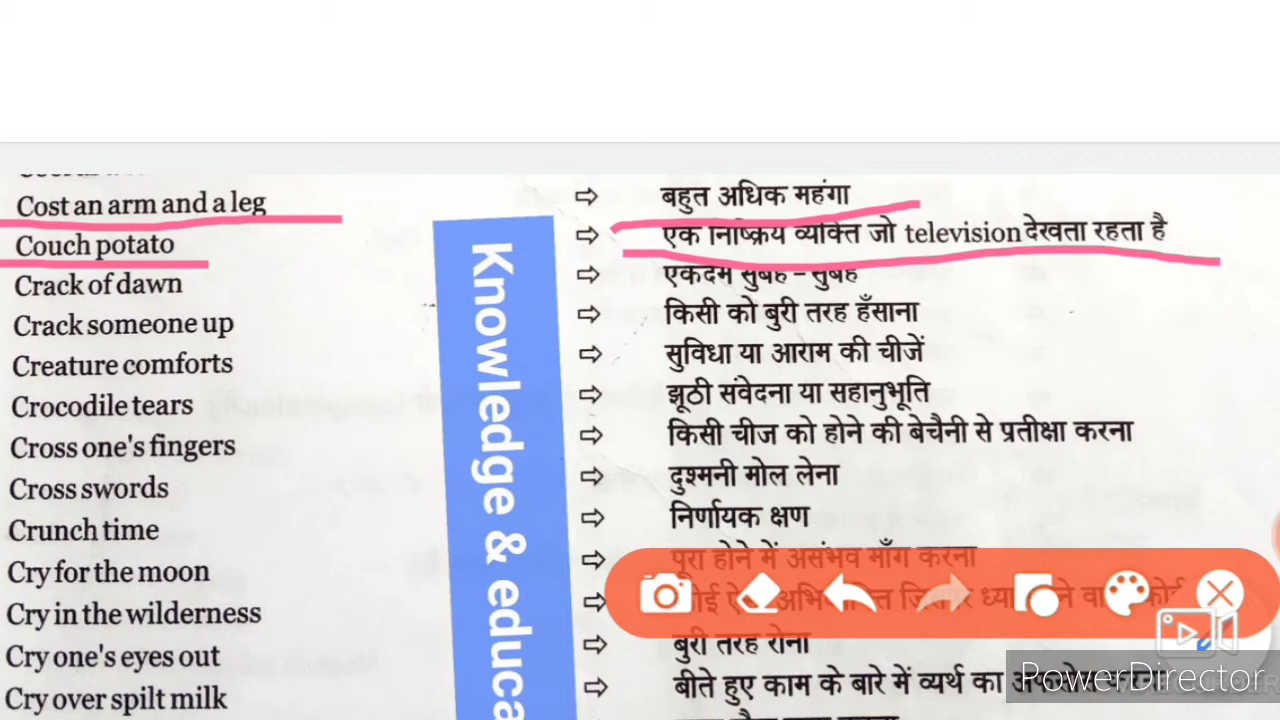 Cost an arm and a leg ⇨ बहुत अधिक महंगा
Couch potato ⇨ एक निष्क्रिय व्यक्ति जो television देखता रहता है
Crack of dawn ⇨ एकदम सुबह - सुबह
Crack someone up ⇨ किसी को बुरी तरह हँसाना
Creature comforts ⇨ सुविधा या आराम की चीजें
Crocodile tears ⇨ झूठी संवेदना या सहानुभूति
Cross one's fingers ⇨ किसी चीज को होने की बेचैनी से प्रतीक्षा करना
Cross swords ⇨ दुश्मनी मोल लेना
Crunch time ⇨ निर्णायक क्षण
Cry for the moon ⇨ पूरा होने में असंभव माँग करना
Cry in the wilderness ⇨
Cry one's eyes out ⇨ बुरी तरह रोना
Cry over spilt milk ⇨ बीते हुए काम के बारे में व्यर्थ का करना
Knowledge & educa
PowerDirector